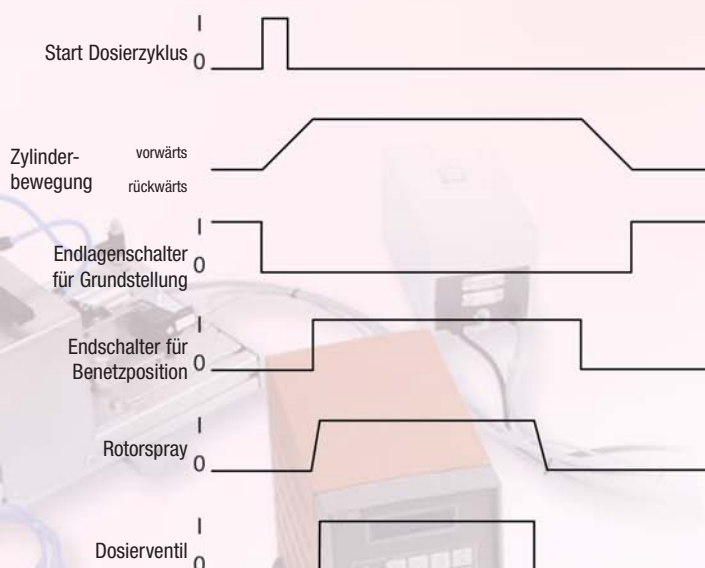 I
Start Dosierzyklus 0
Zylinder- vorwärts
bewegung rückwärts
I
Endlagenschalter
für Grundstellung 0
I
Endschalter für
Benetzposition 0
I
Rotorspray
0
I
Dosierventil
0